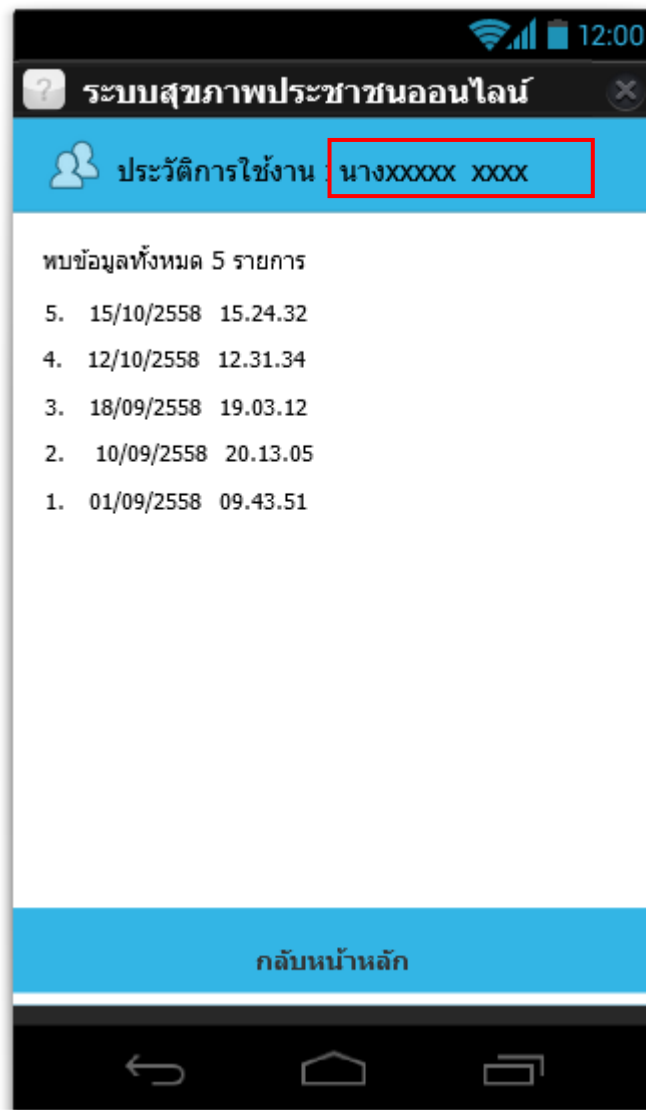 12:00
? ระบบสุขภาพประชาชนออนไลน์
ประวัติการใช้งาน : นางxxxxx xxxx
พบข้อมูลทั้งหมด 5 รายการ
5. 15/10/2558 15.24.32
4. 12/10/2558 12.31.34
3. 18/09/2558 19.03.12
2. 10/09/2558 20.13.05
1. 01/09/2558 09.43.51
กลับหน้าหลัก